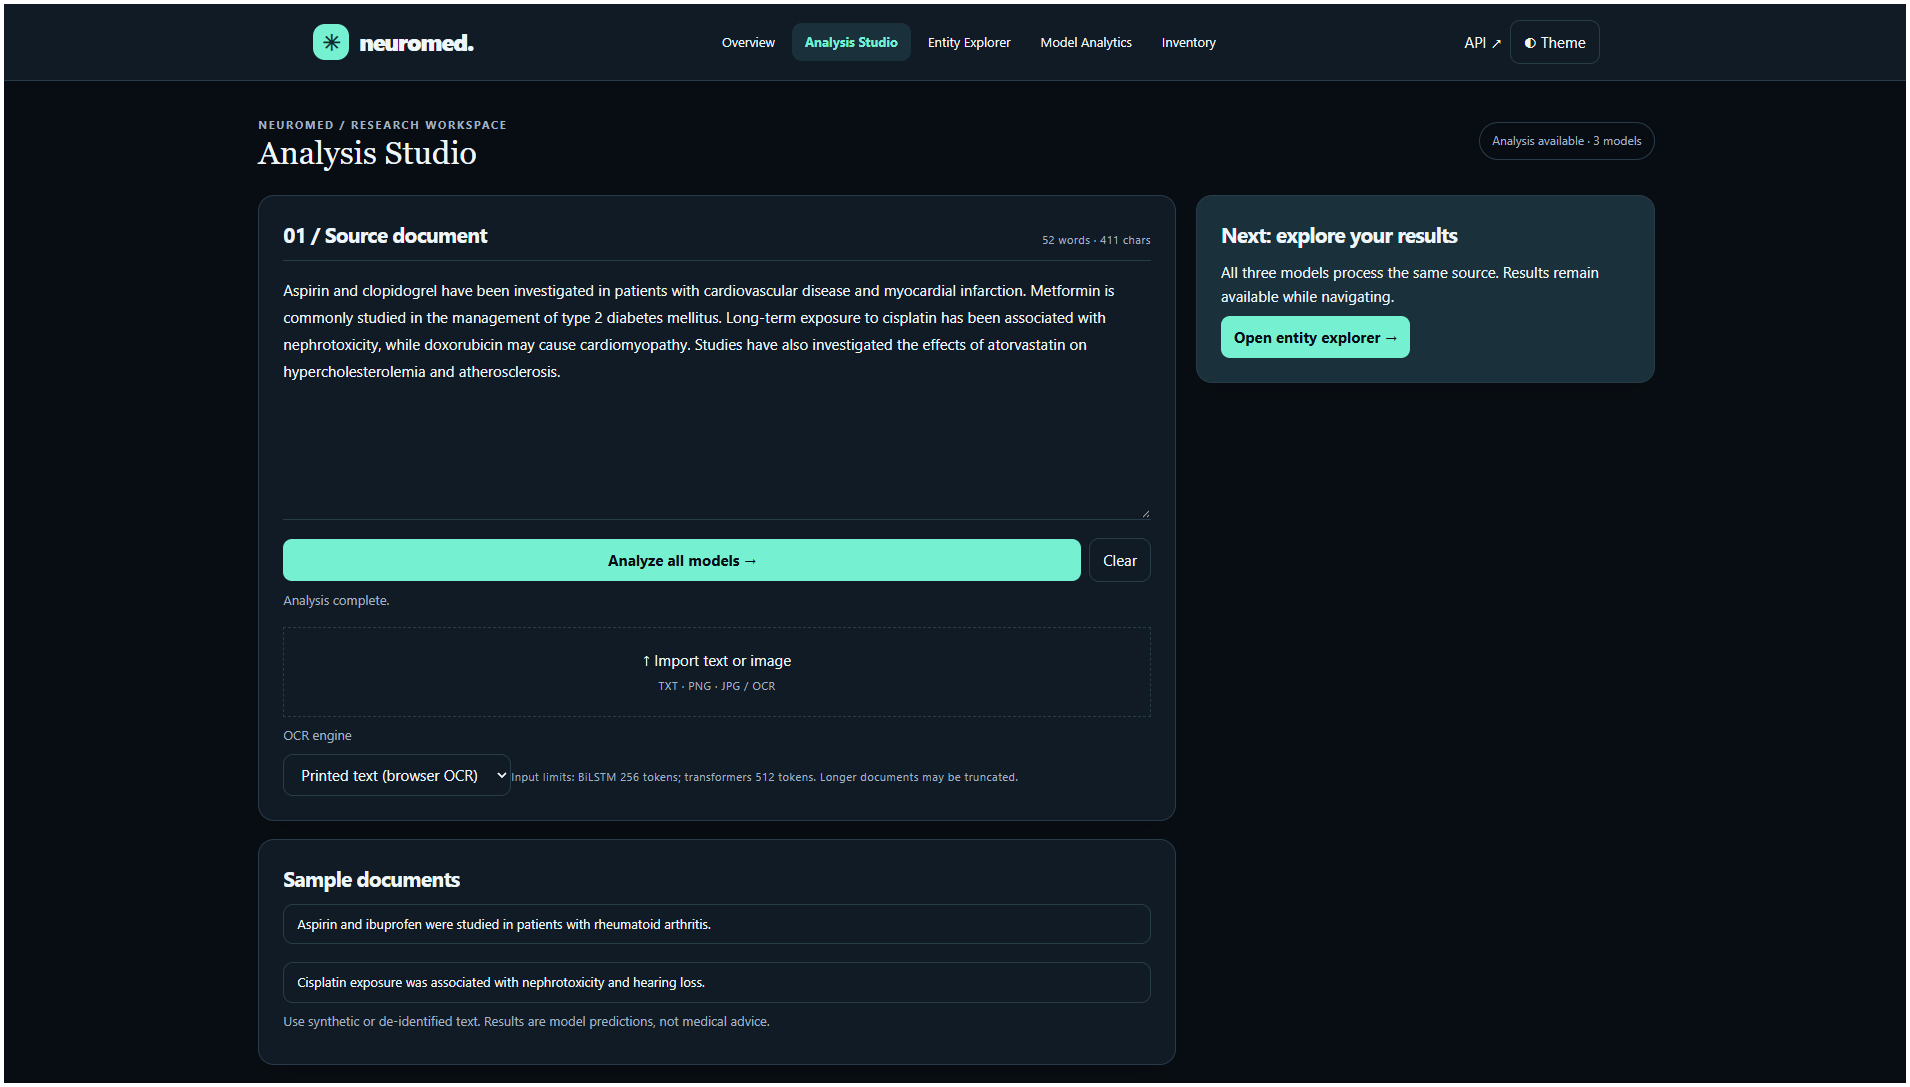 neuromed.
Overview
Analysis Studio
Entity Explorer
Model Analytics
Inventory
API ↗
◐ Theme
NEUROMED / RESEARCH WORKSPACE
Analysis Studio
Analysis available · 3 models
01 / Source document
52 words · 411 chars
Aspirin and clopidogrel have been investigated in patients with cardiovascular disease and myocardial infarction. Metformin is
commonly studied in the management of type 2 diabetes mellitus. Long-term exposure to cisplatin has been associated with
nephrotoxicity, while doxorubicin may cause cardiomyopathy. Studies have also investigated the effects of atorvastatin on
hypercholesterolemia and atherosclerosis.
Analyze all models →
Clear
Analysis complete.
↑ Import text or image
TXT · PNG · JPG / OCR
OCR engine
Printed text (browser OCR)
Input limits: BiLSTM 256 tokens; transformers 512 tokens. Longer documents may be truncated.
Next: explore your results
All three models process the same source. Results remain
available while navigating.
Open entity explorer →
Sample documents
Aspirin and ibuprofen were studied in patients with rheumatoid arthritis.
Cisplatin exposure was associated with nephrotoxicity and hearing loss.
Use synthetic or de-identified text. Results are model predictions, not medical advice.